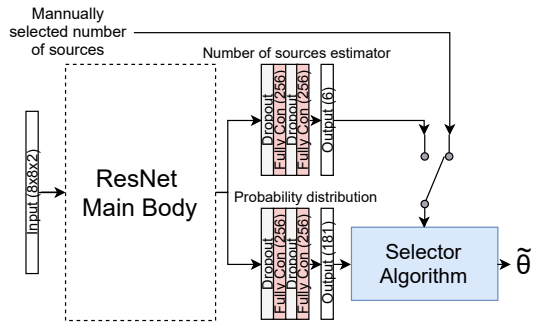 Mannually
selected number
of sources
Number of sources estimator
Input (8x8x2)
ResNet
Main Body
Dropout
Fully Con (256)
Dropout
Fully Con (256)
Output (6)
Probability distribution
Dropout
Fully Con (256)
Dropout
Fully Con (256)
Output (181)
Selector
Algorithm
θ̃